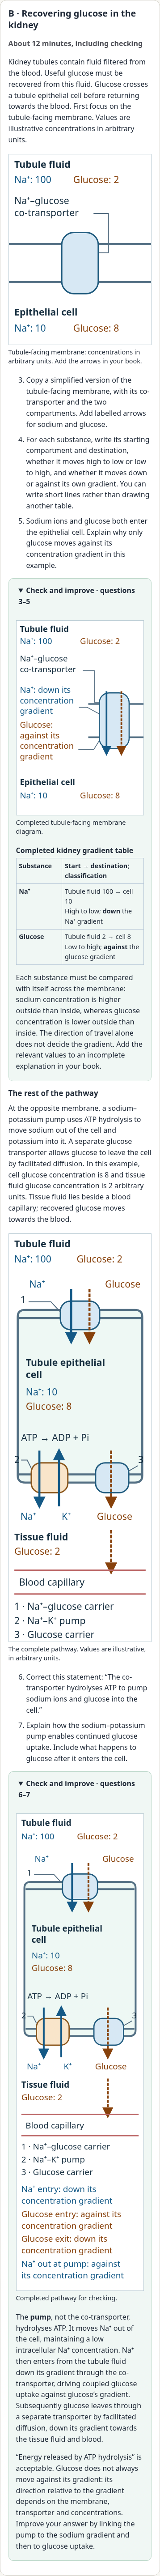 B · Recovering glucose in the
kidney
About 12 minutes, including checking
Kidney tubules contain fluid filtered from
the blood. Useful glucose must be
recovered from this fluid. Glucose crosses
a tubule epithelial cell before returning
towards the blood. First focus on the
tubule-facing membrane. Values are
illustrative concentrations in arbitrary
units.
Tubule fluid
Na⁺: 100 Glucose: 2
Na⁺–glucose
co-transporter
Epithelial cell
Na⁺: 10 Glucose: 8
Tubule-facing membrane: concentrations in
arbitrary units. Add the arrows in your book.
3. Copy a simplified version of the
tubule-facing membrane, with its co-
transporter and the two
compartments. Add labelled arrows
for sodium and glucose.
4. For each substance, write its starting
compartment and destination,
whether it moves high to low or low
to high, and whether it moves down
or against its own gradient. You can
write short lines rather than drawing
another table.
5. Sodium ions and glucose both enter
the epithelial cell. Explain why only
glucose moves against its
concentration gradient in this
example.
▼ Check and improve · questions
3–5
Tubule fluid
Na⁺: 100 Glucose: 2
Na⁺–glucose
co-transporter
Na⁺: down its
concentration
gradient
Glucose:
against its
concentration
gradient
Epithelial cell
Na⁺: 10 Glucose: 8
Completed tubule-facing membrane
diagram.
Completed kidney gradient table
Substance Start → destination;
classification
Na⁺ Tubule fluid 100 → cell
10
High to low; down the
Na⁺ gradient
Glucose Tubule fluid 2 → cell 8
Low to high; against the
glucose gradient
Each substance must be compared
with itself across the membrane:
sodium concentration is higher
outside than inside, whereas glucose
concentration is lower outside than
inside. The direction of travel alone
does not decide the gradient. Add the
relevant values to an incomplete
explanation in your book.
The rest of the pathway
At the opposite membrane, a sodium–
potassium pump uses ATP hydrolysis to
move sodium out of the cell and
potassium into it. A separate glucose
transporter allows glucose to leave the cell
by facilitated diffusion. In this example,
cell glucose concentration is 8 and tissue
fluid glucose concentration is 2 arbitrary
units. Tissue fluid lies beside a blood
capillary; recovered glucose moves
towards the blood.
Tubule fluid
Na⁺: 100 Glucose: 2
Na⁺ Glucose
1
Tubule epithelial
cell
Na⁺: 10
Glucose: 8
ATP → ADP + Pi
2 3
Na⁺ K⁺ Glucose
Tissue fluid
Glucose: 2
Blood capillary
1 · Na⁺–glucose carrier
2 · Na⁺–K⁺ pump
3 · Glucose carrier
The complete pathway. Values are illustrative,
in arbitrary units.
6. Correct this statement: “The co-
transporter hydrolyses ATP to pump
sodium ions and glucose into the
cell.”
7. Explain how the sodium–potassium
pump enables continued glucose
uptake. Include what happens to
glucose after it enters the cell.
▼ Check and improve · questions
6–7
Tubule fluid
Na⁺: 100 Glucose: 2
Na⁺ Glucose
1
Tubule epithelial
cell
Na⁺: 10
Glucose: 8
ATP → ADP + Pi
2 3
Na⁺ K⁺ Glucose
Tissue fluid
Glucose: 2
Blood capillary
1 · Na⁺–glucose carrier
2 · Na⁺–K⁺ pump
3 · Glucose carrier
Na⁺ entry: down its
concentration gradient
Glucose entry: against its
concentration gradient
Glucose exit: down its
concentration gradient
Na⁺ out at pump: against
its concentration gradient
Completed pathway for checking.
The pump, not the co-transporter,
hydrolyses ATP. It moves Na⁺ out of
the cell, maintaining a low
intracellular Na⁺ concentration. Na⁺
then enters from the tubule fluid
down its gradient through the co-
transporter, driving coupled glucose
uptake against glucose’s gradient.
Subsequently glucose leaves through
a separate transporter by facilitated
diffusion, down its gradient towards
the tissue fluid and blood.
“Energy released by ATP hydrolysis” is
acceptable. Glucose does not always
move against its gradient: its
direction relative to the gradient
depends on the membrane,
transporter and concentrations.
Improve your answer by linking the
pump to the sodium gradient and
then to glucose uptake.